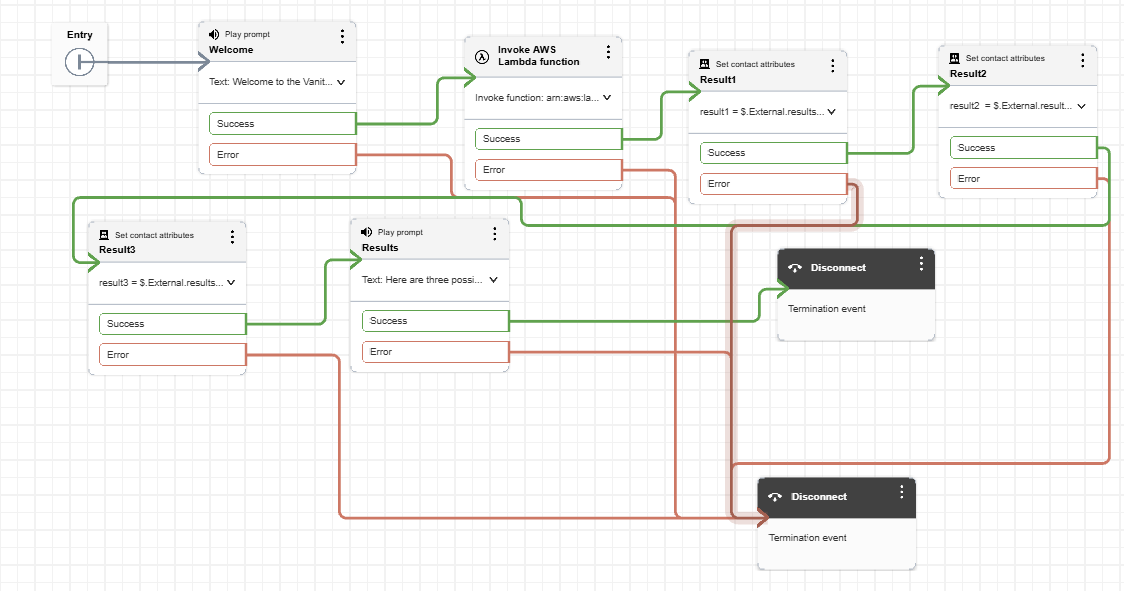 Entry
Play prompt
Welcome
Text: Welcome to the Vanit...
Success
Error
Invoke AWS
Lambda function
Invoke function: arn:aws:la...
Success
Error
Set contact attributes
Result1
result1 = $.External.results...
Success
Error
Set contact attributes
Result2
result2 = $.External.result...
Success
Error
Set contact attributes
Result3
result3 = $.External.results...
Success
Error
Play prompt
Results
Text: Here are three possi...
Success
Error
Disconnect
Termination event
Disconnect
Termination event